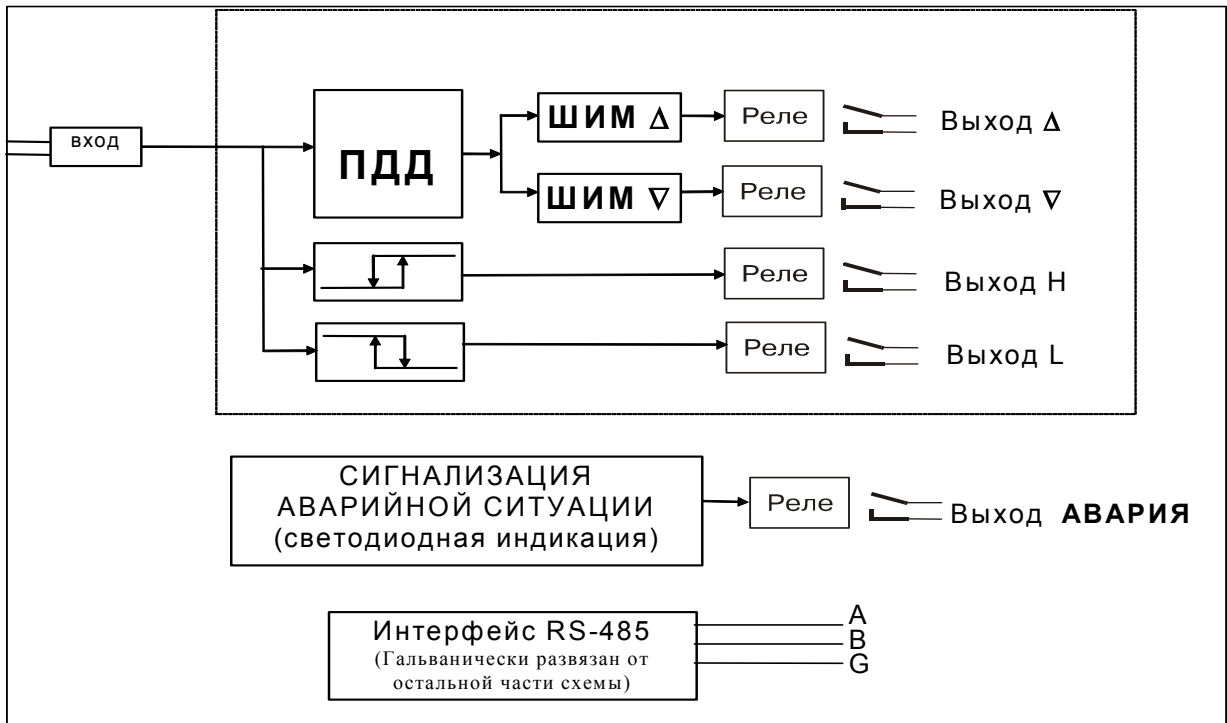 вход
ПДД
ШИМ Δ
Реле
Выход Δ
ШИМ ∇
Реле
Выход ∇
Реле
Выход H
Реле
Выход L
СИГНАЛИЗАЦИЯ
АВАРИЙНОЙ СИТУАЦИИ
(светодиодная индикация)
Реле
Выход АВАРИЯ
Интерфейс RS-485
(Гальванически развязан от
остальной части схемы)
A
B
G